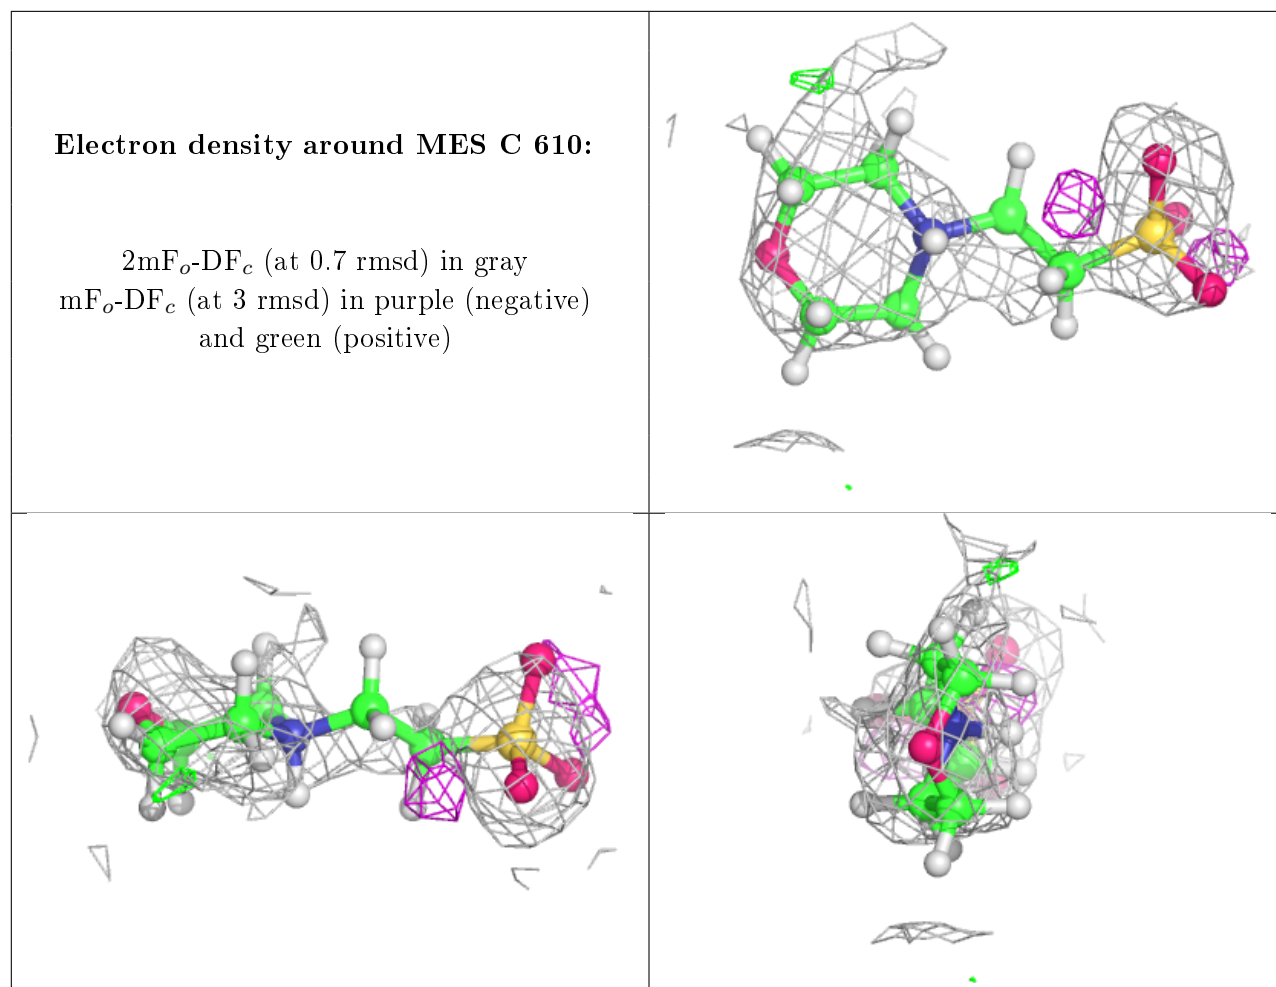 Electron density around MES C 610:
2mFo-DFc (at 0.7 rmsd) in gray
mFo-DFc (at 3 rmsd) in purple (negative)
and green (positive)